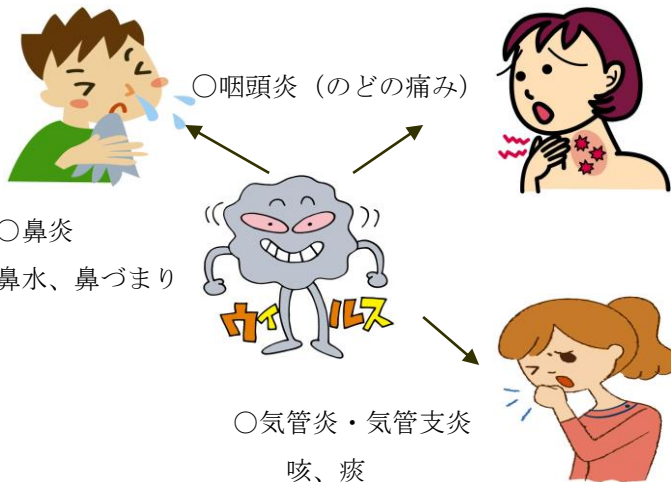 ○咽頭炎（のどの痛み）
○鼻炎
鼻水、鼻づまり
ウィルス
○気管炎・気管支炎
咳、痰